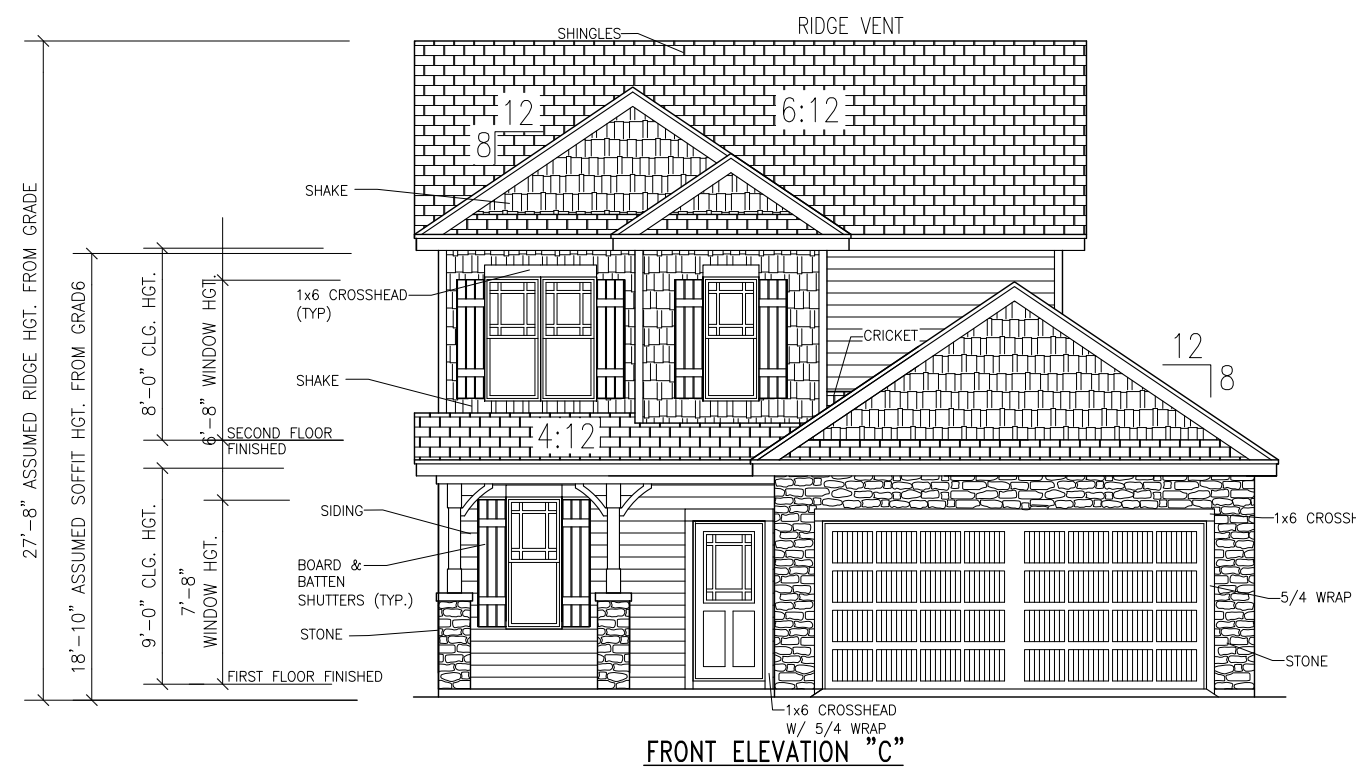 RIDGE VENT
SHINGLES
12
8
6:12
SHAKE
1x6 CROSSHEAD
(TYP)
CRICKET
12
8
SHAKE
4:12
SECOND FLOOR
FINISHED
27'-8" ASSUMED RIDGE HGT. FROM GRADE
18'-10" ASSUMED SOFFIT HGT. FROM GRAD6
8'-0" CLG. HGT.
6'-8" WINDOW HGT.
9'-0" CLG. HGT.
7'-8"
WINDOW HGT.
SIDING
BOARD &
BATTEN
SHUTTERS (TYP.)
STONE
FIRST FLOOR FINISHED
1x6 CROSSH
5/4 WRAP
STONE
1x6 CROSSHEAD
W/ 5/4 WRAP
FRONT ELEVATION "C"